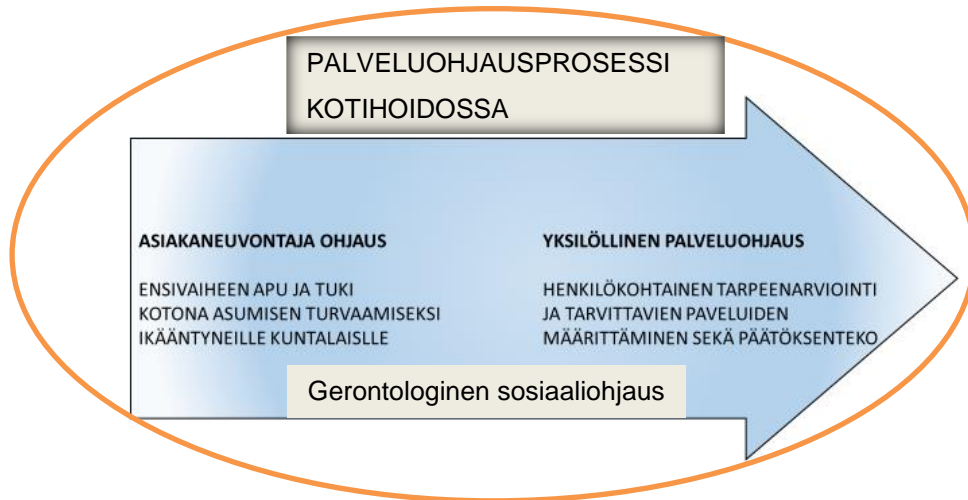 PALVELUOHJAUSPROSESSI
KOTIHOIDOSSA
ASIAKANEUVONTAJA OHJAUS
ENSIVAIHEEN APU JA TUKI
KOTONA ASUMISEN TURVAAMISEKSI
IKÄÄNTYNEILLE KUNTALAISLLE
YKSILÖLLINEN PALVELUOHJAUS
HENKILÖKOHTAINEN TARPEENARVIOINTI
JA TARVITTAVIEN PAVELUIDEN
MÄÄRITTÄMINEN SEKÄ PÄÄTÖKSENTEKO
Gerontologinen sosiaaliohjaus